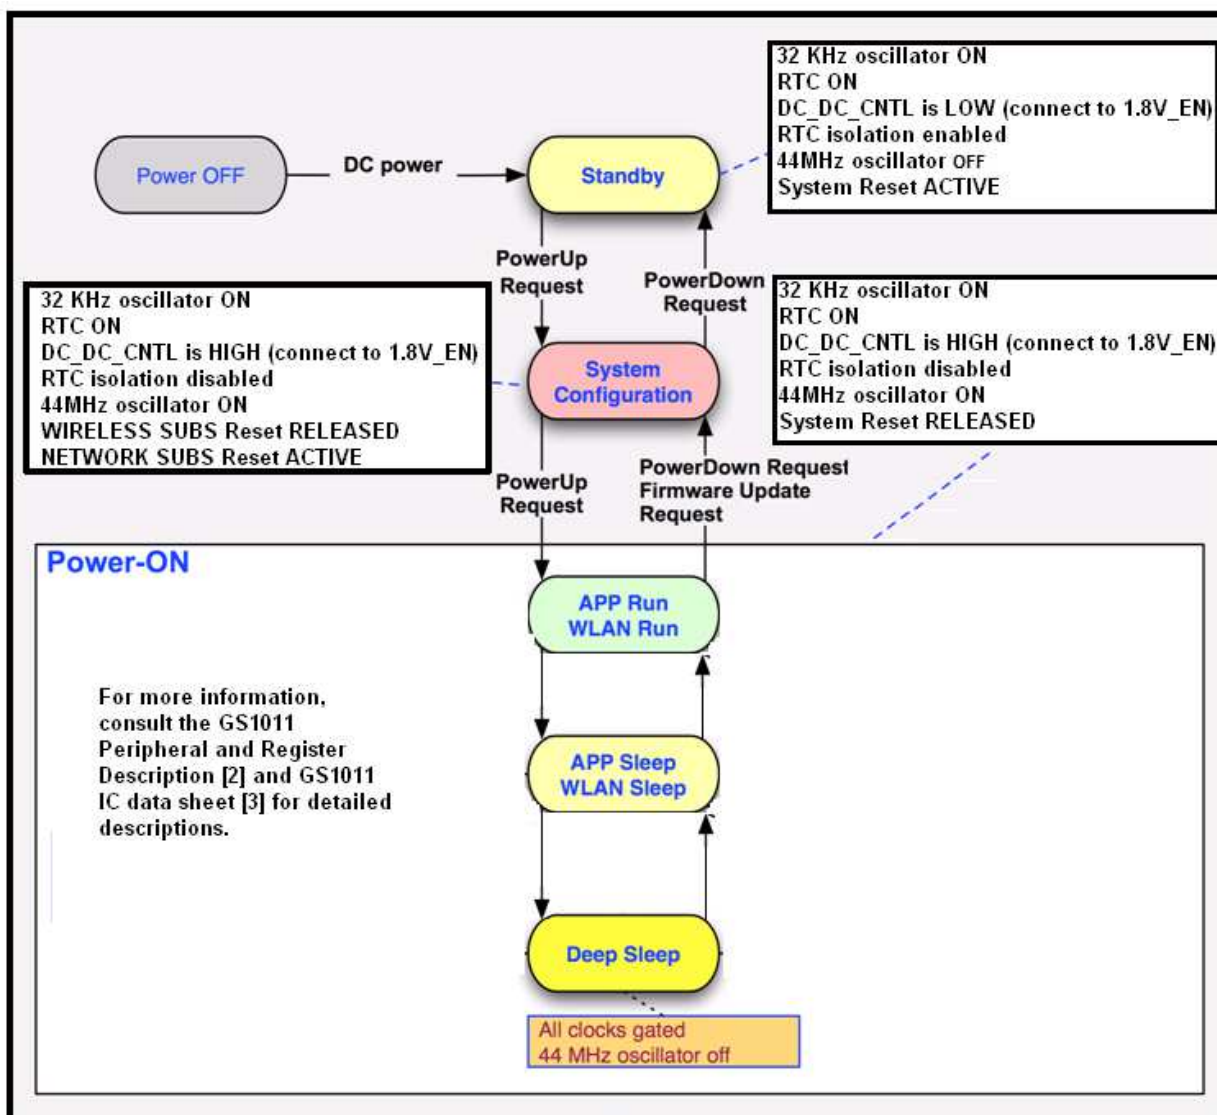 32 KHz oscillator ON
RTC ON
DC_DC_CNTL is LOW (connect to 1.8V_EN)
RTC isolation enabled
44MHz oscillator OFF
System Reset ACTIVE
Power OFF
DC power
Standby
PowerUp
Request
PowerDown
Request
32 KHz oscillator ON
RTC ON
DC_DC_CNTL is HIGH (connect to 1.8V_EN)
RTC isolation disabled
44MHz oscillator ON
WIRELESS SUBS Reset RELEASED
NETWORK SUBS Reset ACTIVE
System
Configuration
32 KHz oscillator ON
RTC ON
DC_DC_CNTL is HIGH (connect to 1.8V_EN)
RTC isolation disabled
44MHz oscillator ON
System Reset RELEASED
PowerUp
Request
PowerDown Request
Firmware Update
Request
Power-ON
APP Run
WLAN Run
For more information,
consult the GS1011
Peripheral and Register
Description [2] and GS1011
IC data sheet [3] for detailed
descriptions.
APP Sleep
WLAN Sleep
Deep Sleep
All clocks gated
44 MHz oscillator off